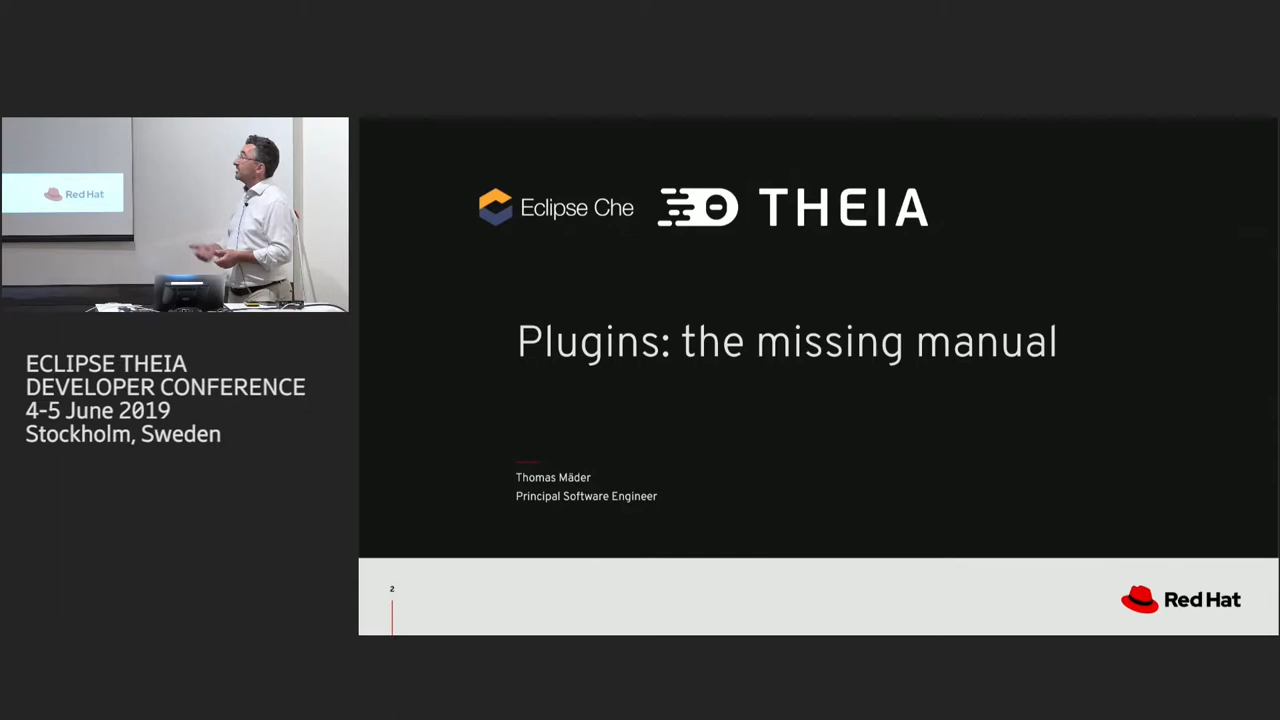 Red Hat
ECLIPSE THEIA
DEVELOPER CONFERENCE
4-5 June 2019
Stockholm, Sweden
Eclipse Che THEIA
Plugins: the missing manual
Thomas Mäder
Principal Software Engineer
2
Red Hat